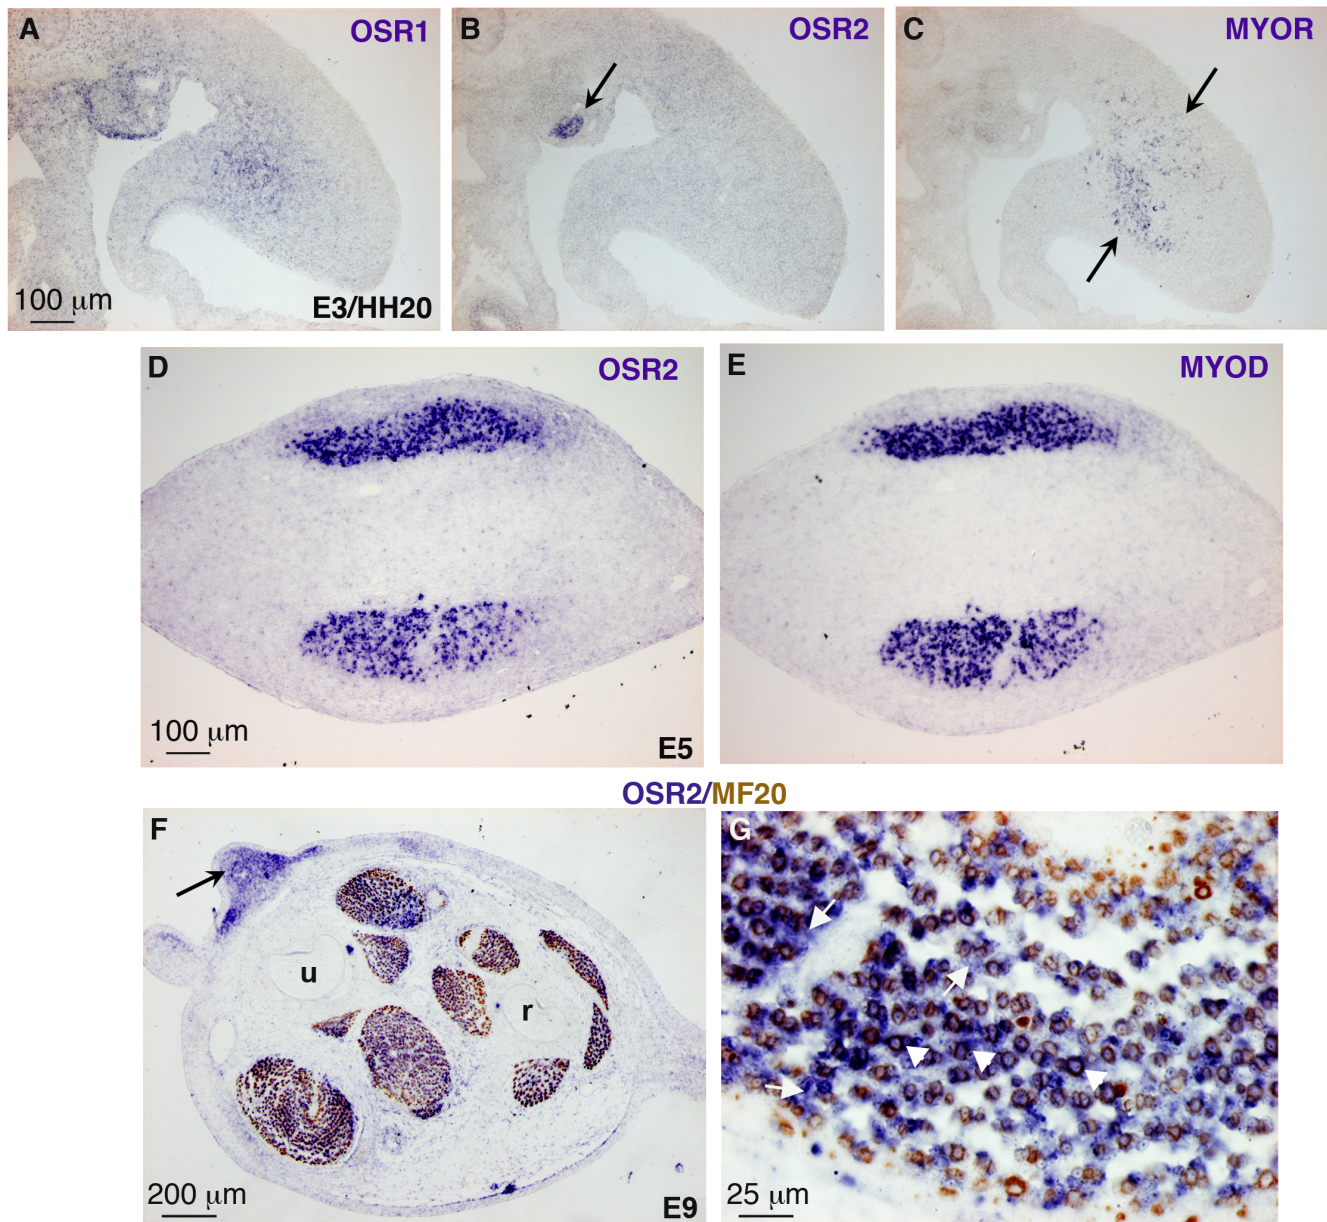 A OSR1
100 µm
E3/HH20
B OSR2
C MYOR
D OSR2
100 µm
E5
E MYOD
OSR2/MF20
F
u
r
200 µm
E9
G
25 µm